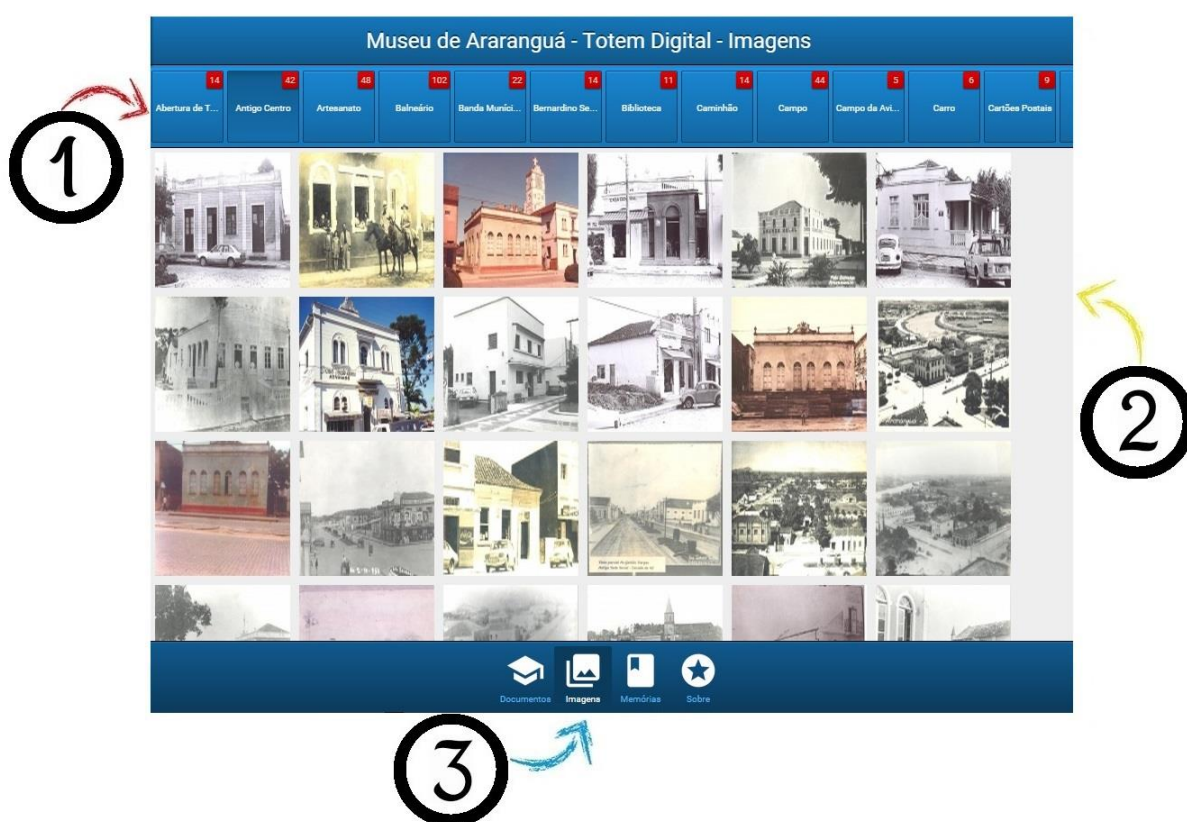 Museu de Araranguá - Totem Digital - Imagens
14 42 48 102 22 14 11 14 44 5 6 9
Abertura de T... Antigo Centro Artesanato Balneário Banda Munici... Bernardino Se... Biblioteca Caminhão Campo Campo da Avi... Carro Cartões Postais
1
2
Araranguá
Documentos Imagens Memórias Sobre
3